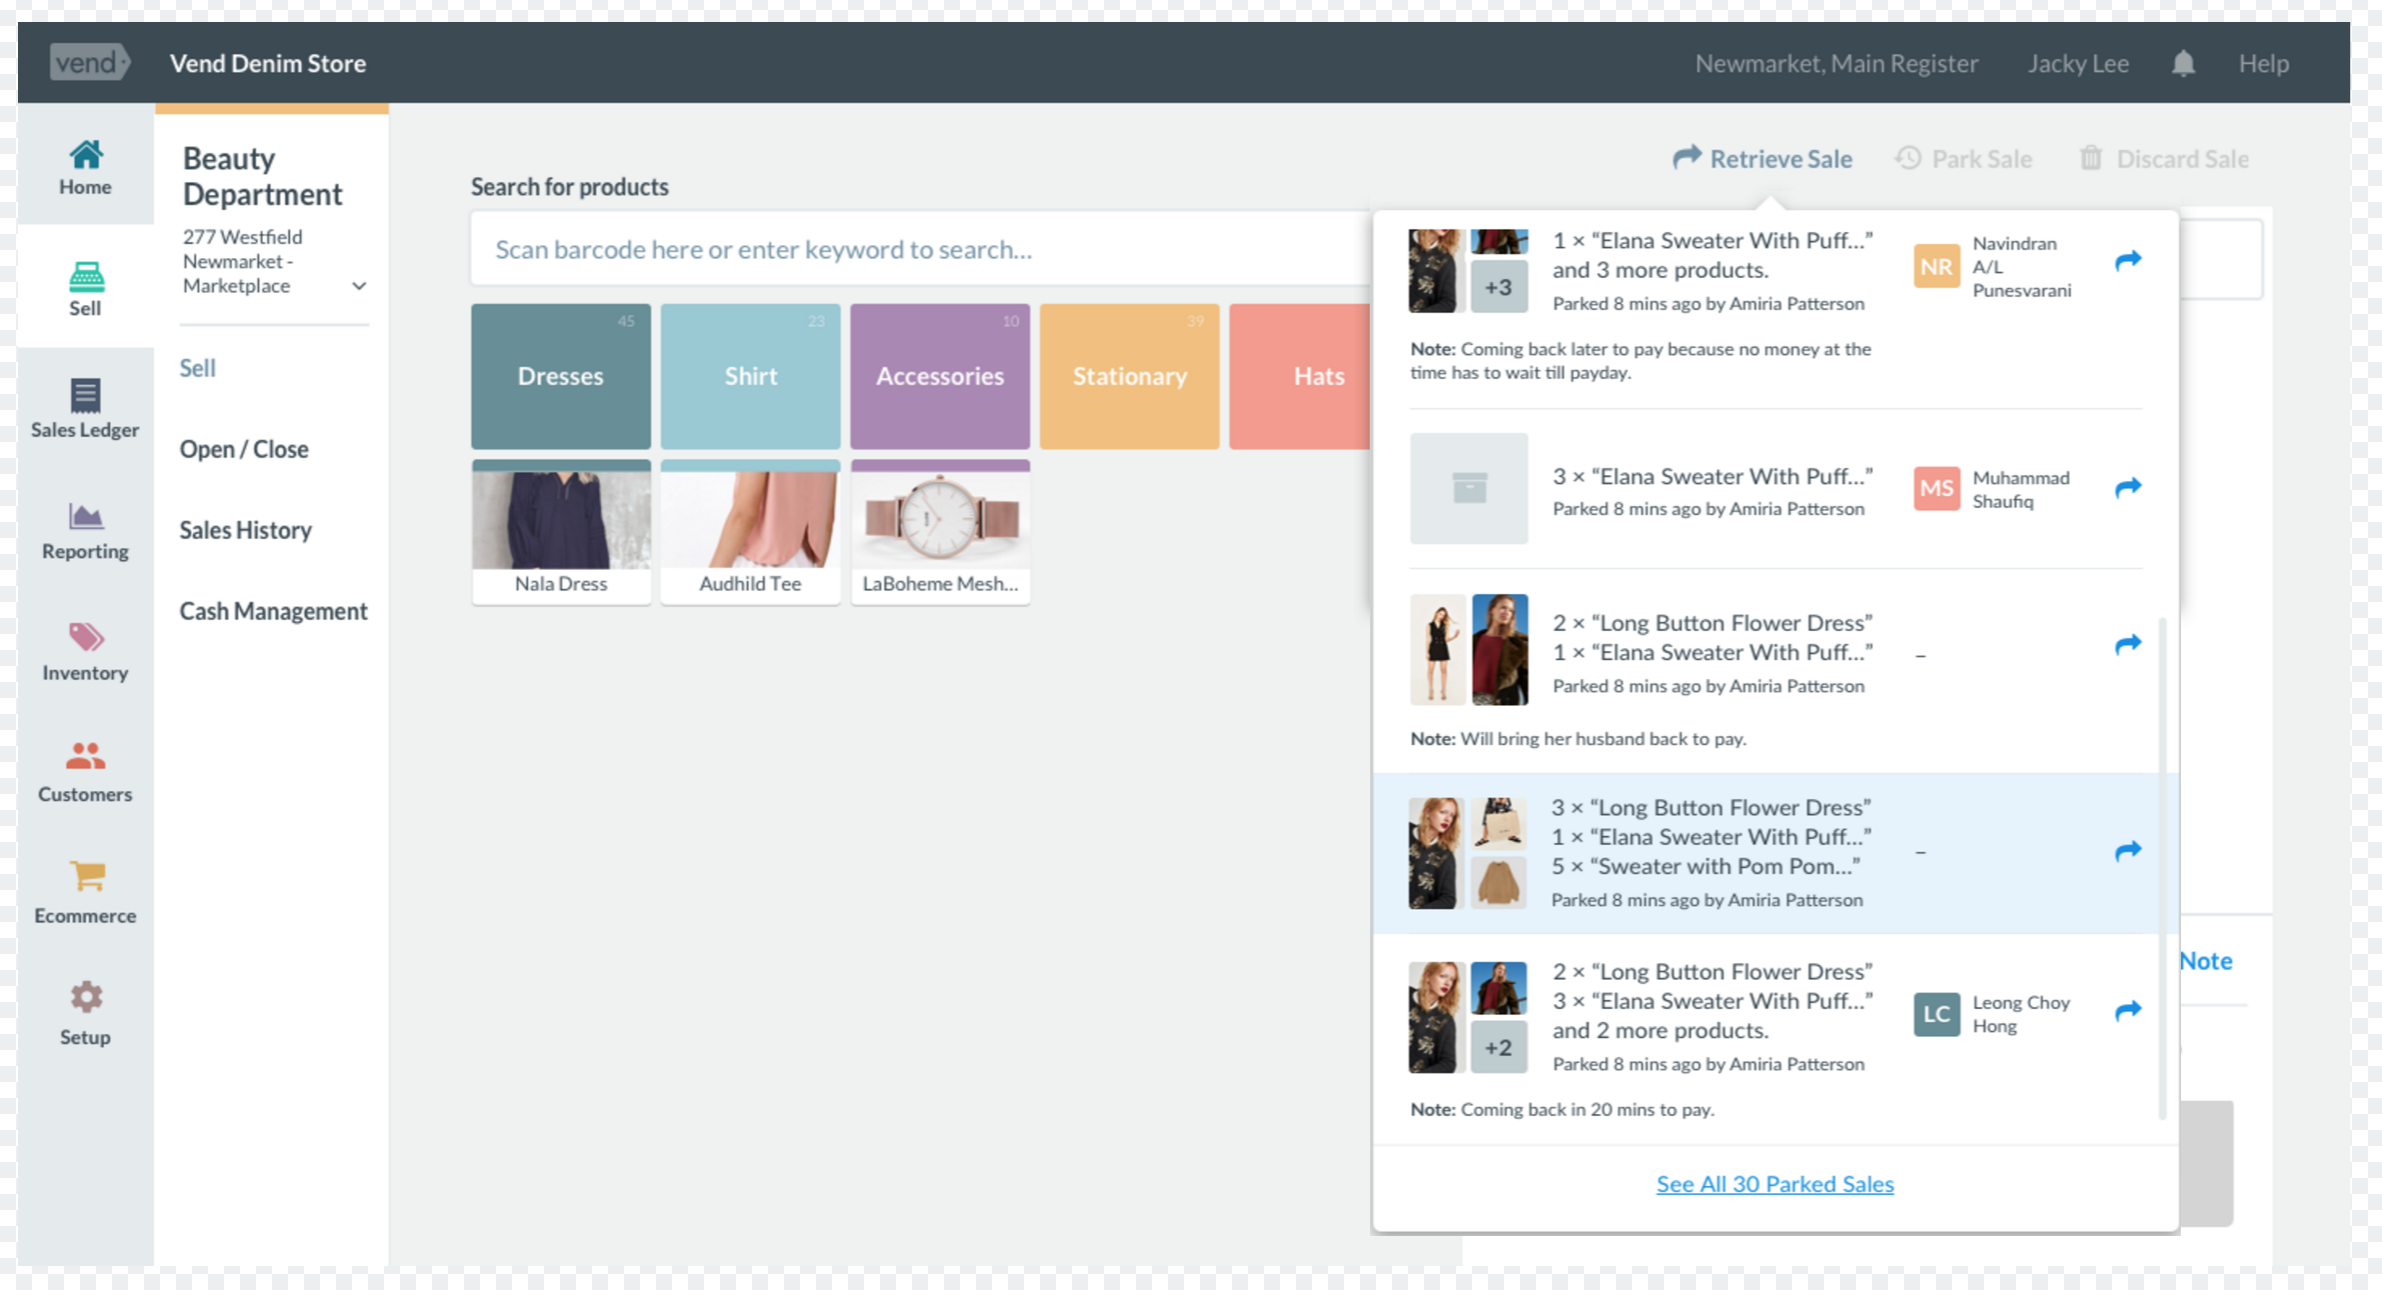 vend
Vend Denim Store
Newmarket, Main Register
Jacky Lee
Help
Home
Sell
Sales Ledger
Reporting
Inventory
Customers
Ecommerce
Setup
Beauty
Department
277 Westfield
Newmarket -
Marketplace
Sell
Open / Close
Sales History
Cash Management
Retrieve Sale
Park Sale
Discard Sale
Search for products
Scan barcode here or enter keyword to search...
45
Dresses
23
Shirt
10
Accessories
39
Stationary
Hats
Nala Dress
Audhild Tee
LaBoheme Mesh...
+3
1 × “Elana Sweater With Puff...”
and 3 more products.
Parked 8 mins ago by Amiria Patterson
NR
Navindran
A/L
Punesvarani
Note: Coming back later to pay because no money at the
time has to wait till payday.
3 × “Elana Sweater With Puff...”
Parked 8 mins ago by Amiria Patterson
MS
Muhammad
Shaufiq
2 × “Long Button Flower Dress”
1 × “Elana Sweater With Puff...”
Parked 8 mins ago by Amiria Patterson
–
Note: Will bring her husband back to pay.
3 × “Long Button Flower Dress”
1 × “Elana Sweater With Puff...”
5 × “Sweater with Pom Pom...”
Parked 8 mins ago by Amiria Patterson
–
+2
2 × “Long Button Flower Dress”
3 × “Elana Sweater With Puff...”
and 2 more products.
Parked 8 mins ago by Amiria Patterson
LC
Leong Choy
Hong
Note: Coming back in 20 mins to pay.
See All 30 Parked Sales
Note